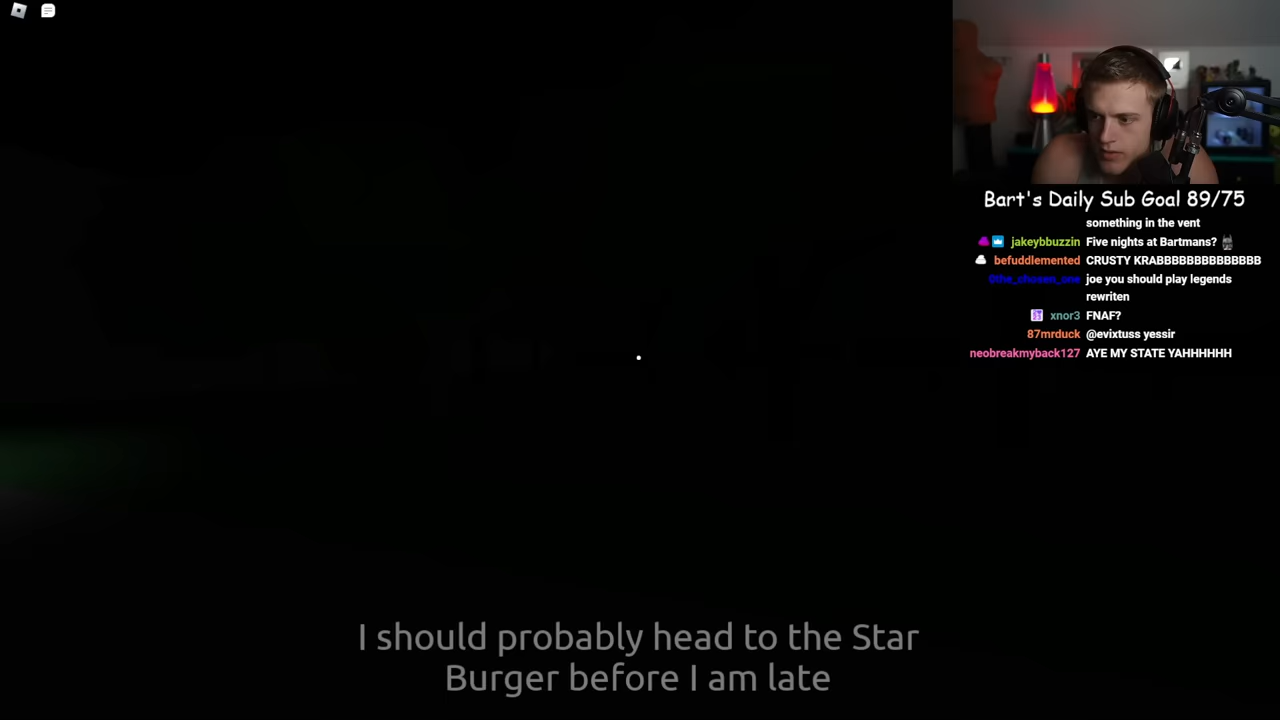 Bart's Daily Sub Goal 89/75
something in the vent
jakeybbuzzin Five nights at Bartmans?
befuddlemented CRUSTY KRABBBBBBBBBBBBBB
0the_chosen_one joe you should play legends
rewriten
xnor3 FNAF?
87mrduck @evixtuss yessir
neobreakmyback127 AYE MY STATE YAHHHHHH
I should probably head to the Star
Burger before I am late